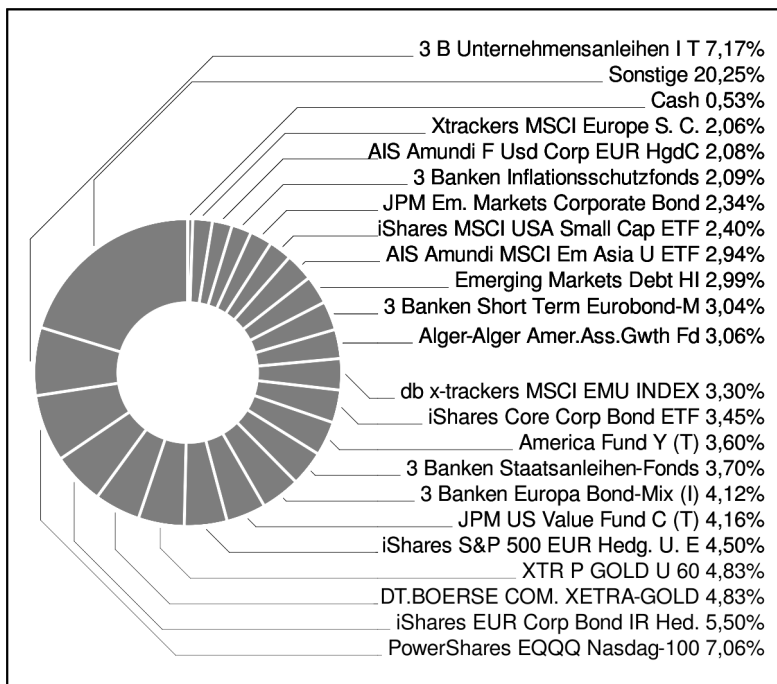 3 B Unternehmensanleihen I T 7,17%
Sonstige 20,25%
Cash 0,53%
Xtrackers MSCI Europe S. C. 2,06%
AIS Amundi F Usd Corp EUR HgdC 2,08%
3 Banken Inflationsschutzfonds 2,09%
JPM Em. Markets Corporate Bond 2,34%
iShares MSCI USA Small Cap ETF 2,40%
AIS Amundi MSCI Em Asia U ETF 2,94%
Emerging Markets Debt HI 2,99%
3 Banken Short Term Eurobond-M 3,04%
Alger-Alger Amer.Ass.Gwth Fd 3,06%
db x-trackers MSCI EMU INDEX 3,30%
iShares Core Corp Bond ETF 3,45%
America Fund Y (T) 3,60%
3 Banken Staatsanleihen-Fonds 3,70%
3 Banken Europa Bond-Mix (I) 4,12%
JPM US Value Fund C (T) 4,16%
iShares S&P 500 EUR Hedg. U. E 4,50%
XTR P GOLD U 60 4,83%
DT.BOERSE COM. XETRA-GOLD 4,83%
iShares EUR Corp Bond IR Hed. 5,50%
PowerShares EQQQ Nasdag-100 7,06%